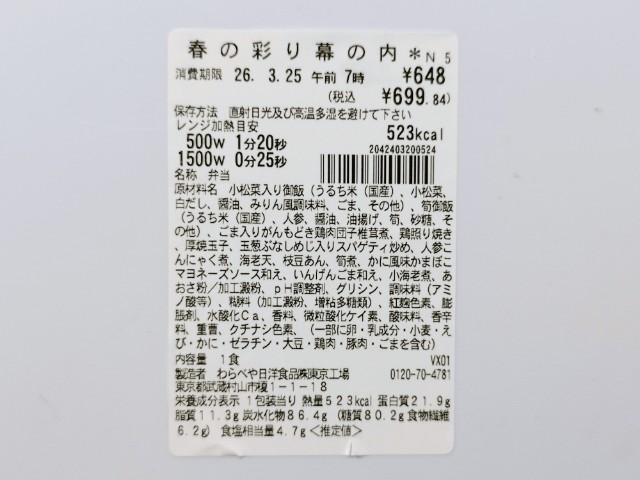 春の彩り幕の内 *N 5
消費期限 26. 3.25 午前 7時 ¥648
(税込 ¥699.84)
保存方法 直射日光及び高温多湿を避けて下さい
レンジ加熱目安 523kcal
500W 1分20秒 2042403200524
1500W 0分25秒
名称 弁当
原材料名 小松菜入り御飯(うるち米(国産)、小松菜、
白だし、醤油、みりん風調味料、ごま、その他)、筍御飯
(うるち米(国産)、人参、醤油、油揚げ、筍、砂糖、そ
の他)、ごま入りがんもどき鶏肉団子椎茸煮、鶏照り焼き
、厚焼玉子、玉葱ぶなしめじ入りスパゲティ炒め、人参こ
んにゃく煮、海老天、枝豆あん、筍煮、かに風味かまぼこ
マヨネーズソース和え、いんげんごま和え、小海老煮、あ
おさ粉/加工澱粉、pH調整剤、グリシン、調味料(アミ
ノ酸等)、糊料(加工澱粉、増粘多糖類)、紅麹色素、膨
脹剤、水酸化Ca、香料、微粒酸化ケイ素、酸味料、香辛
料、重曹、クチナシ色素、(一部に卵・乳成分・小麦・え
び・かに・ゼラチン・大豆・鶏肉・豚肉・ごまを含む)
内容量 1食 VX01
製造者 わらべや日洋食品㈱東京工場 0120-70-4781
東京都武蔵村山市榎1-1-18
栄養成分表示 1包装当り 熱量523kcal 蛋白質21.9g
脂質11.3g 炭水化物86.4g (糖質80.2g 食物繊維
6.2g) 食塩相当量4.7g <推定値>